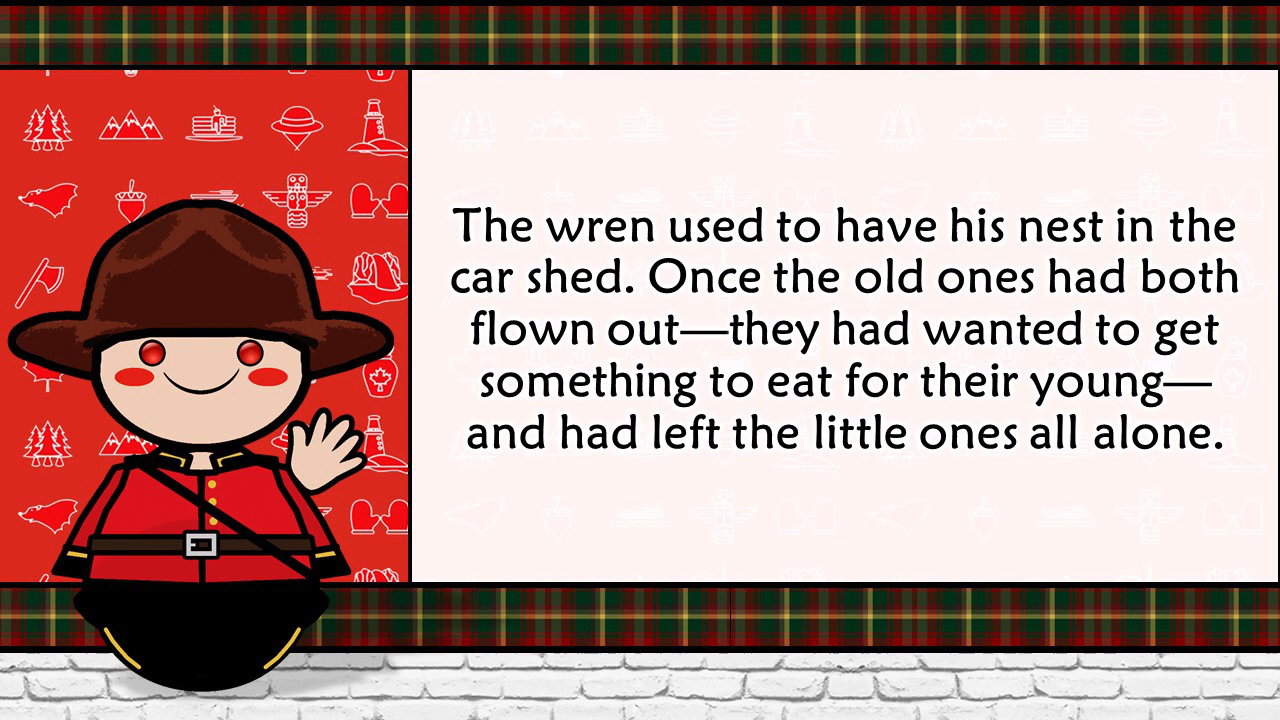 The wren used to have his nest in the
car shed. Once the old ones had both
flown out—they had wanted to get
something to eat for their young—
and had left the little ones all alone.